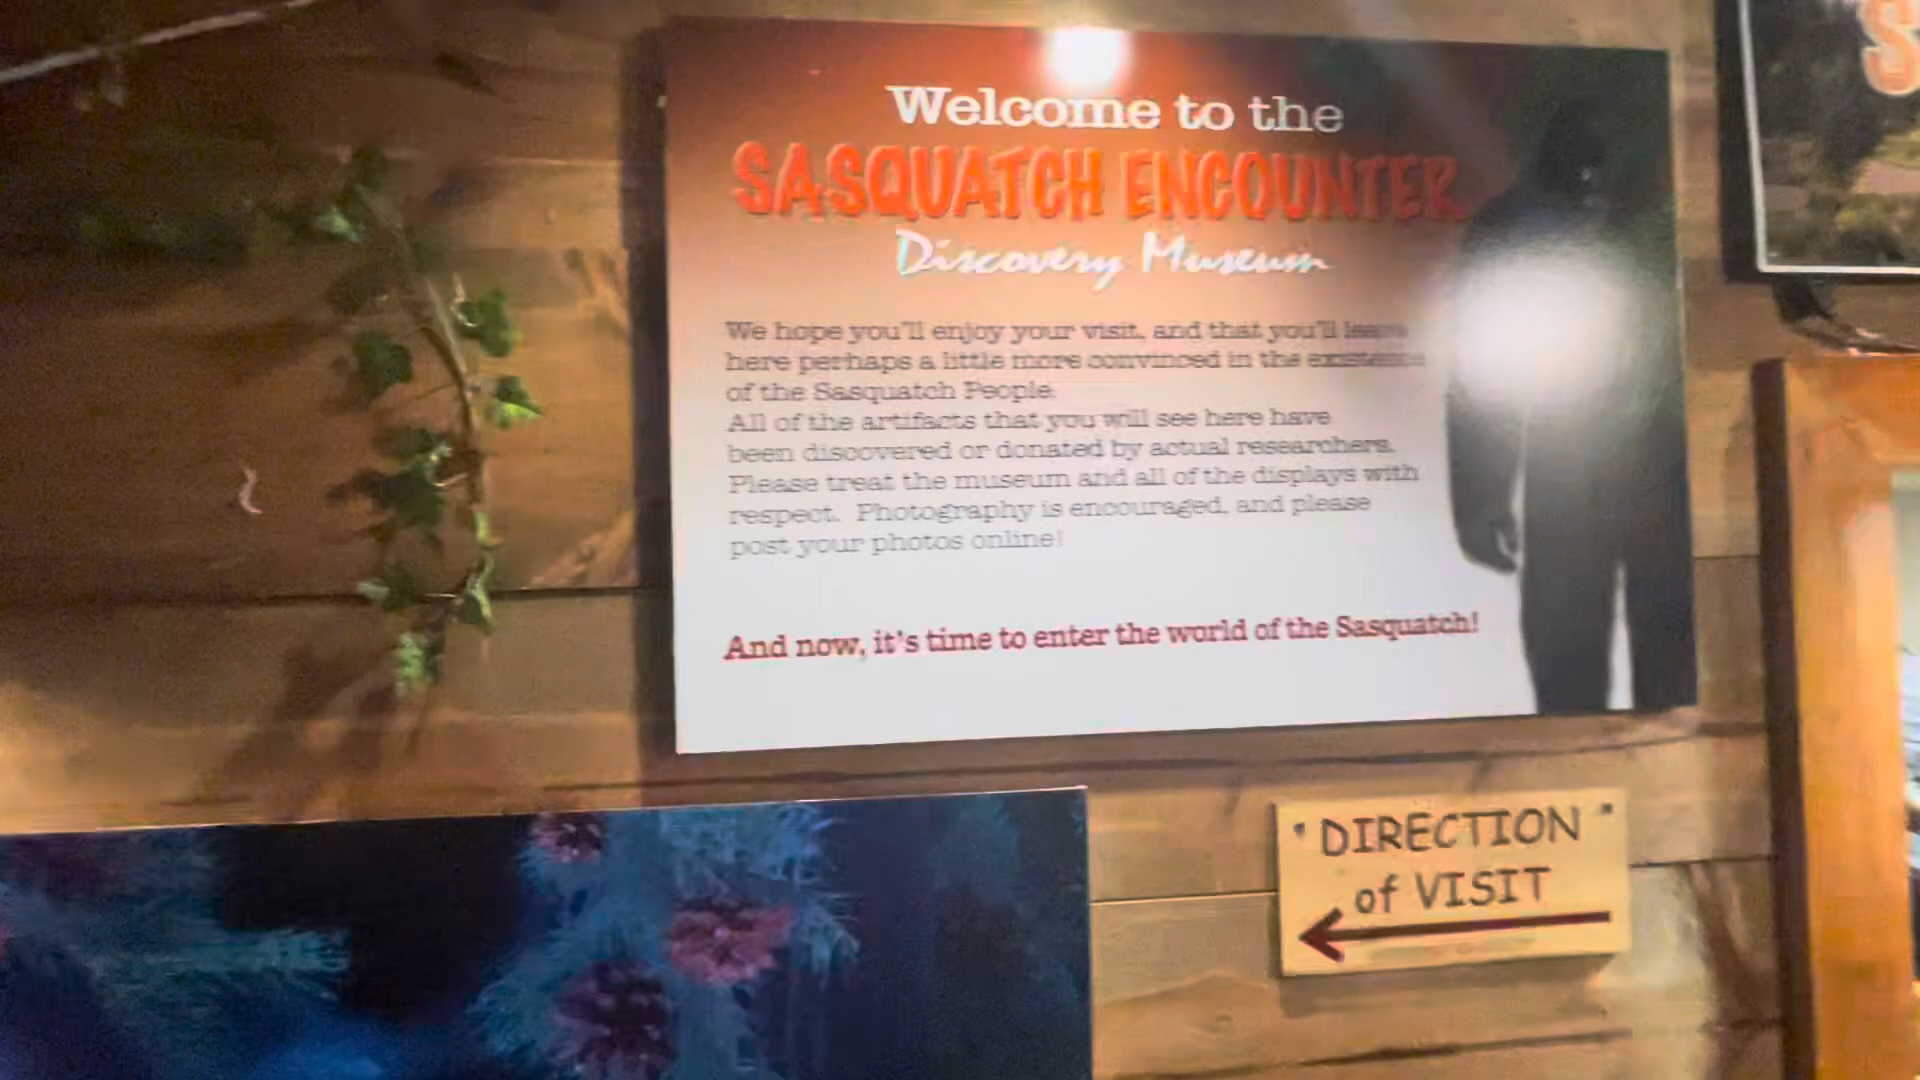 Welcome to the
SASQUATCH ENCOUNTER
Discovery Museum
We hope you'll enjoy your visit, and that you'll leave
here perhaps a little more convinced in the existence
of the Sasquatch People.
All of the artifacts that you will see here have
been discovered or donated by actual researchers.
Please treat the museum and all of the displays with
respect. Photography is encouraged, and please
post your photos online!
And now, it's time to enter the world of the Sasquatch!
S
" DIRECTION "
of VISIT